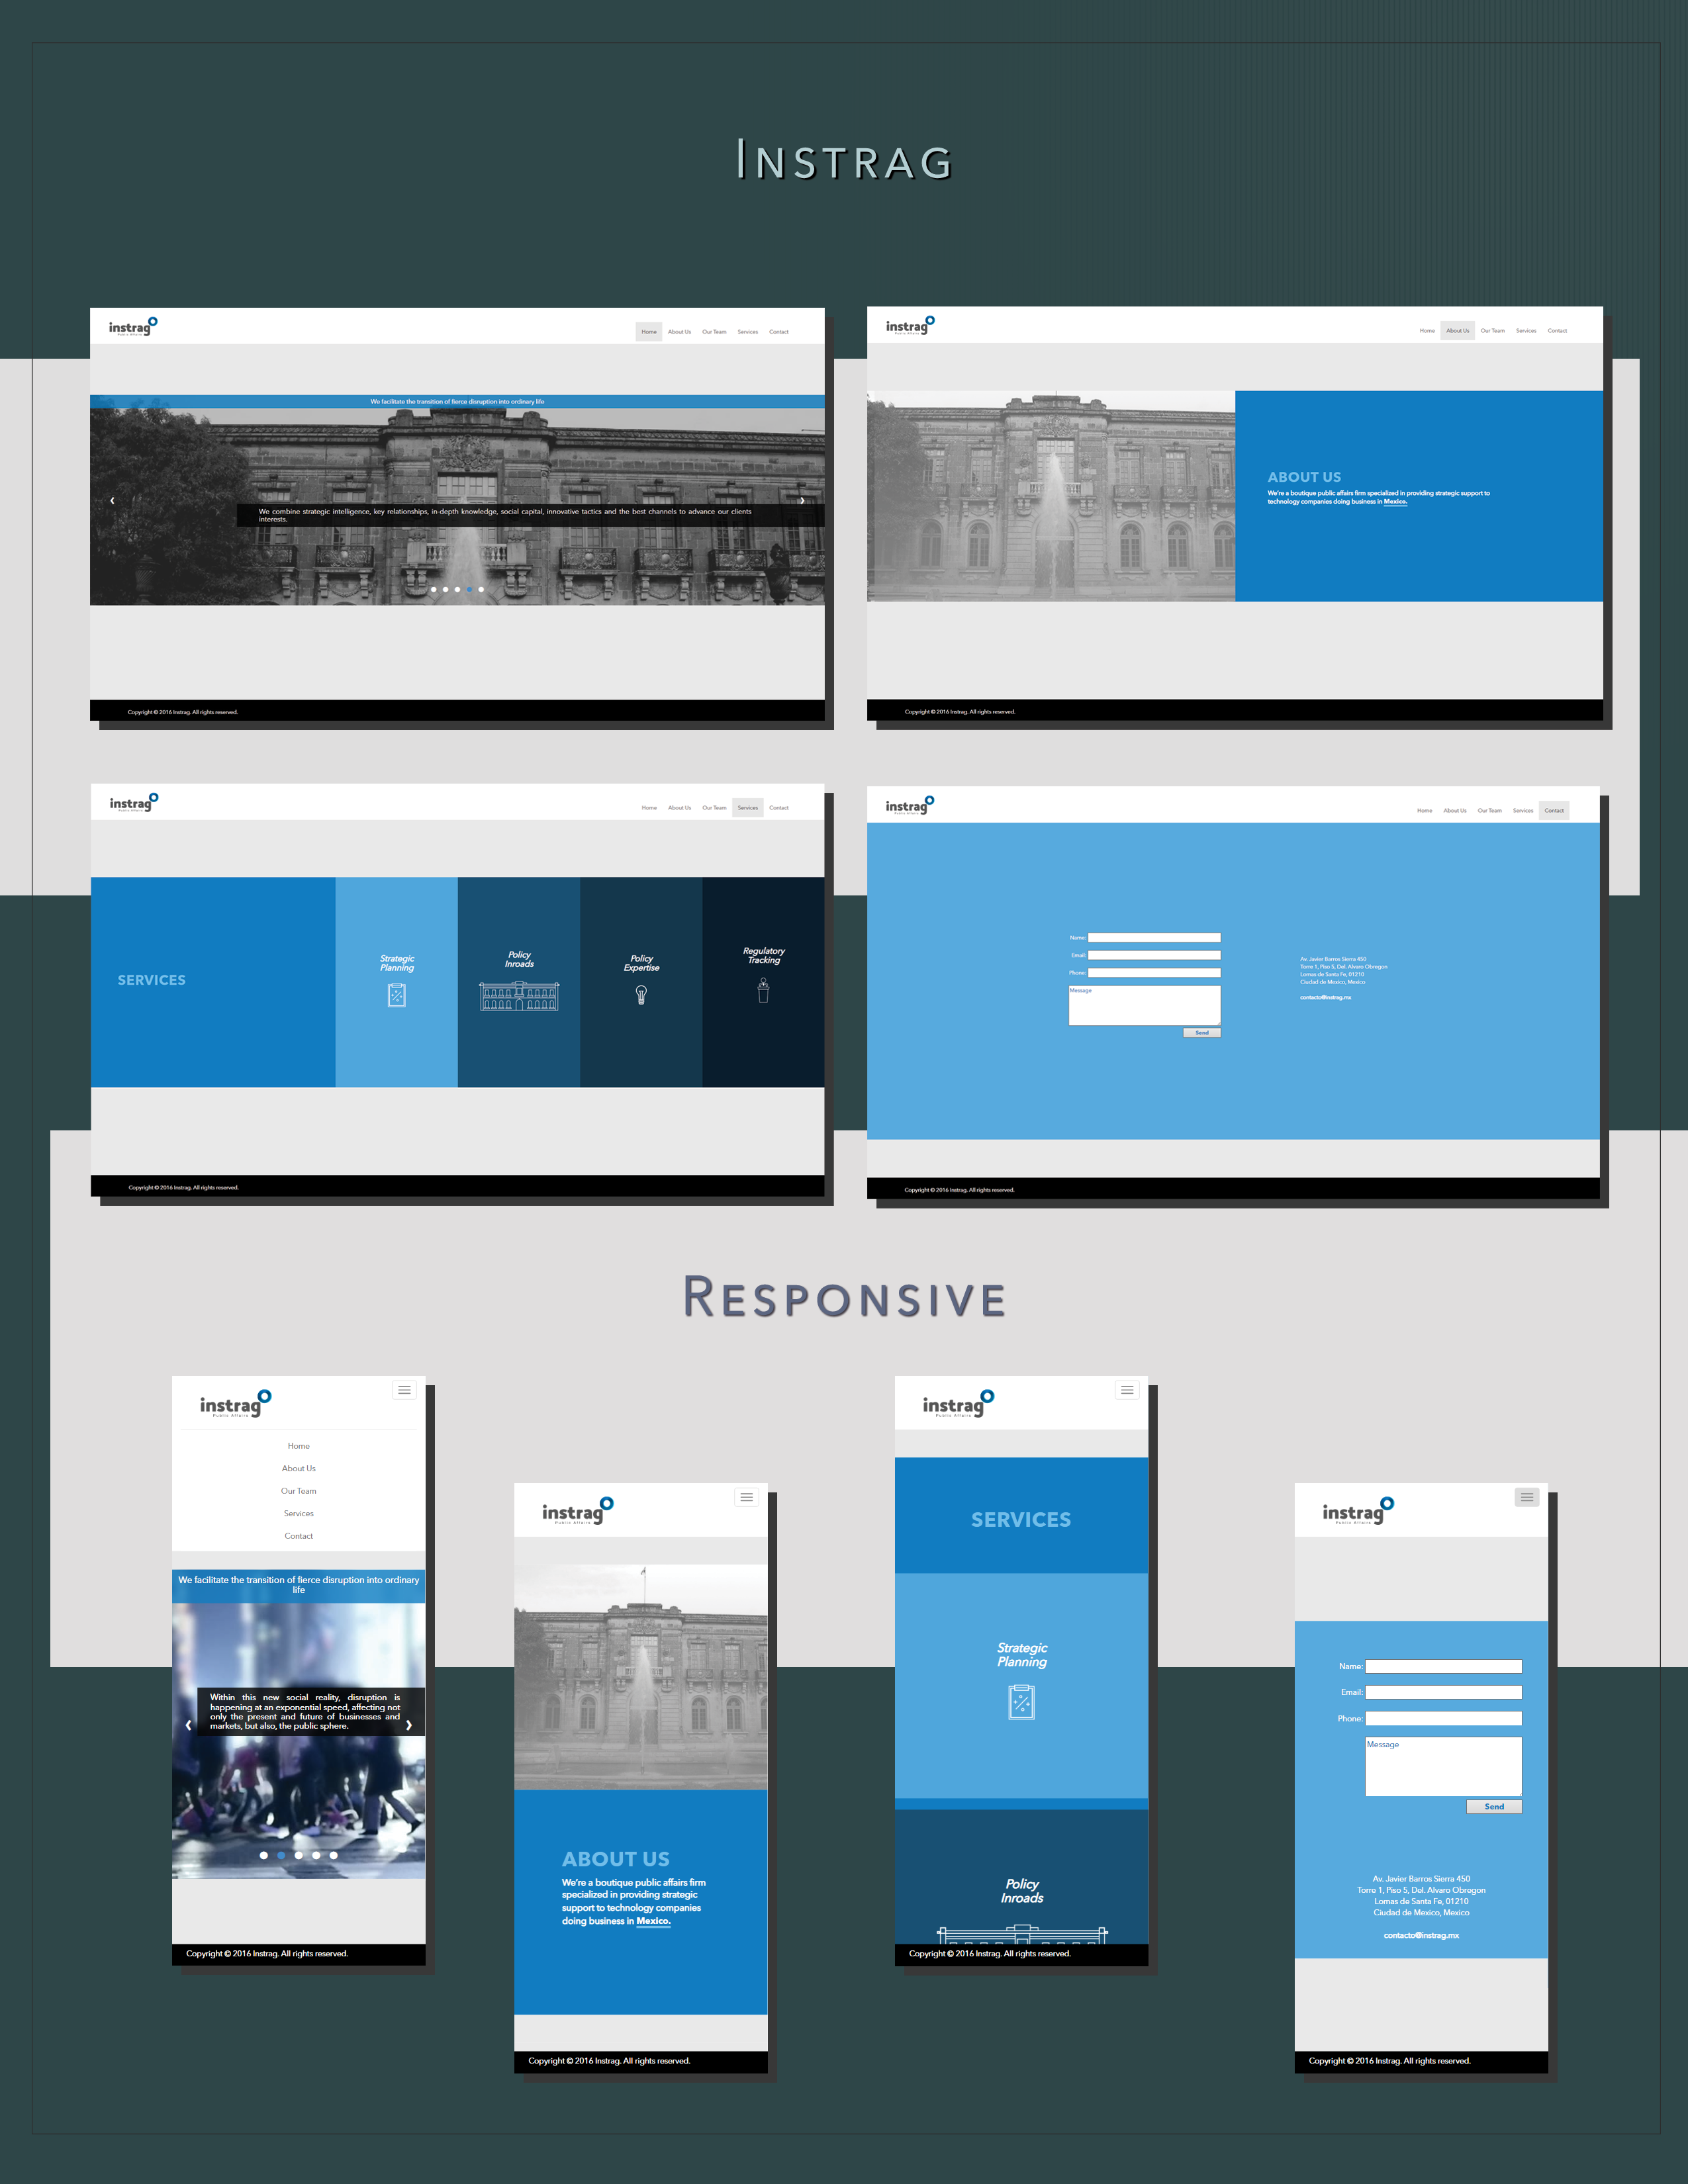 INSTRAG
instrag
Public Affairs
Home About Us Our Team Services Contact
We facilitate the transition of fierce disruption into ordinary life
‹ ›
We combine strategic intelligence, key relationships, in-depth knowledge, social capital, innovative tactics and the best channels to advance our clients
interests.
Copyright © 2016 Instrag. All rights reserved.
instrag
Public Affairs
Home About Us Our Team Services Contact
ABOUT US
We're a boutique public affairs firm specialized in providing strategic support to
technology companies doing business in Mexico.
Copyright © 2016 Instrag. All rights reserved.
instrag
Public Affairs
Home About Us Our Team Services Contact
SERVICES
Strategic
Planning
Policy
Inroads
Policy
Expertise
Regulatory
Tracking
Copyright © 2016 Instrag. All rights reserved.
instrag
Public Affairs
Home About Us Our Team Services Contact
Name:
Email:
Phone:
Message
Send
Av. Javier Barros Sierra 450
Torre 1, Piso 5, Del. Alvaro Obregon
Lomas de Santa Fe, 01210
Ciudad de Mexico, Mexico
contacto@instrag.mx
Copyright © 2016 Instrag. All rights reserved.
RESPONSIVE
instrag
Public Affairs
Home
About Us
Our Team
Services
Contact
We facilitate the transition of fierce disruption into ordinary
life
Within this new social reality, disruption is
happening at an exponential speed, affecting not
only the present and future of businesses and
markets, but also, the public sphere.
‹ ›
Copyright © 2016 Instrag. All rights reserved.
instrag
Public Affairs
ABOUT US
We're a boutique public affairs firm
specialized in providing strategic
support to technology companies
doing business in Mexico.
Copyright © 2016 Instrag. All rights reserved.
instrag
Public Affairs
SERVICES
Strategic
Planning
Policy
Inroads
Copyright © 2016 Instrag. All rights reserved.
instrag
Public Affairs
Name:
Email:
Phone:
Message
Send
Av. Javier Barros Sierra 450
Torre 1, Piso 5, Del. Alvaro Obregon
Lomas de Santa Fe, 01210
Ciudad de Mexico, Mexico
contacto@instrag.mx
Copyright © 2016 Instrag. All rights reserved.